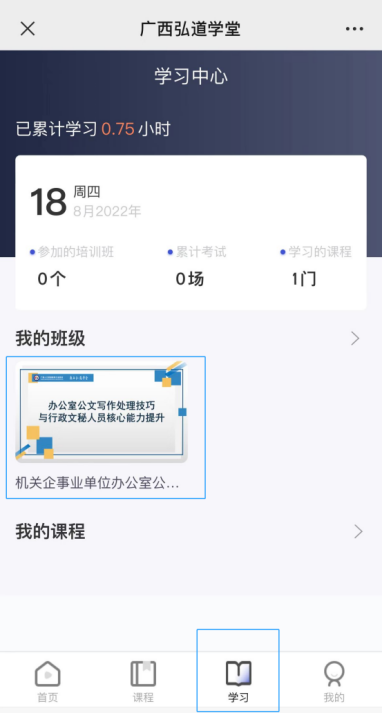 广西弘道学堂
学习中心
已累计学习 0.75 小时
18 周四
8月2022年
参加的培训班 累计考试 学习的课程
0个 0场 1门
我的班级
办公室公文写作处理技巧
与行政文秘人员核心能力提升
机关企事业单位办公室公...
我的课程
首页 课程 学习 我的